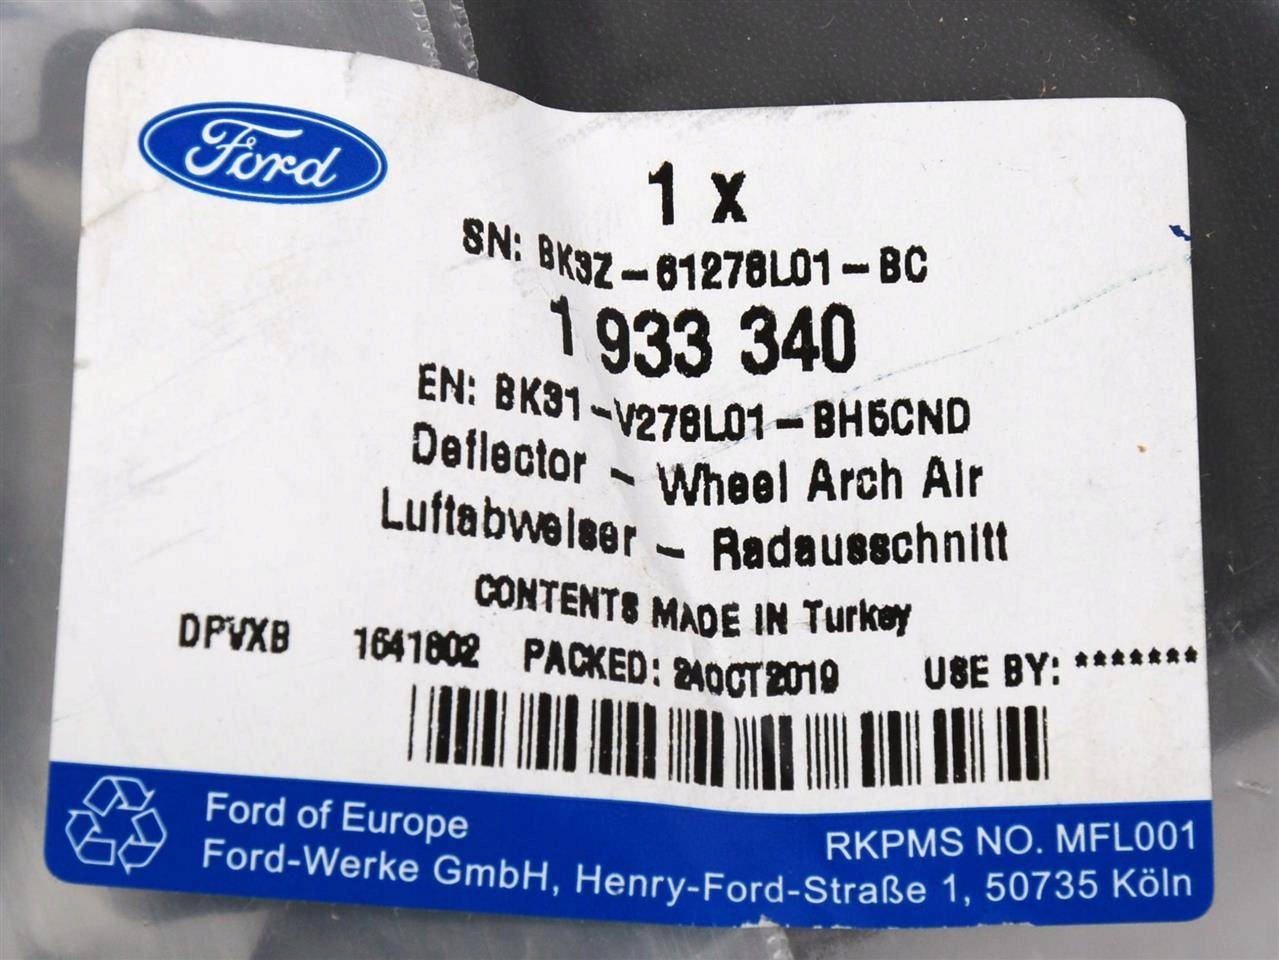 Ford
1 x
SN: BK3Z-61278L01-BC
1 933 340
EN: BK31-V278L01-BH5CND
Deflector - Wheel Arch Air
Luftabweiser - Radausschnitt
CONTENTS MADE IN Turkey
DPVXB 1641802 PACKED: 24OCT2019 USE BY: *******
Ford of Europe
Ford-Werke GmbH, Henry-Ford-Straße 1, 50735 Köln
RKPMS NO. MFL001